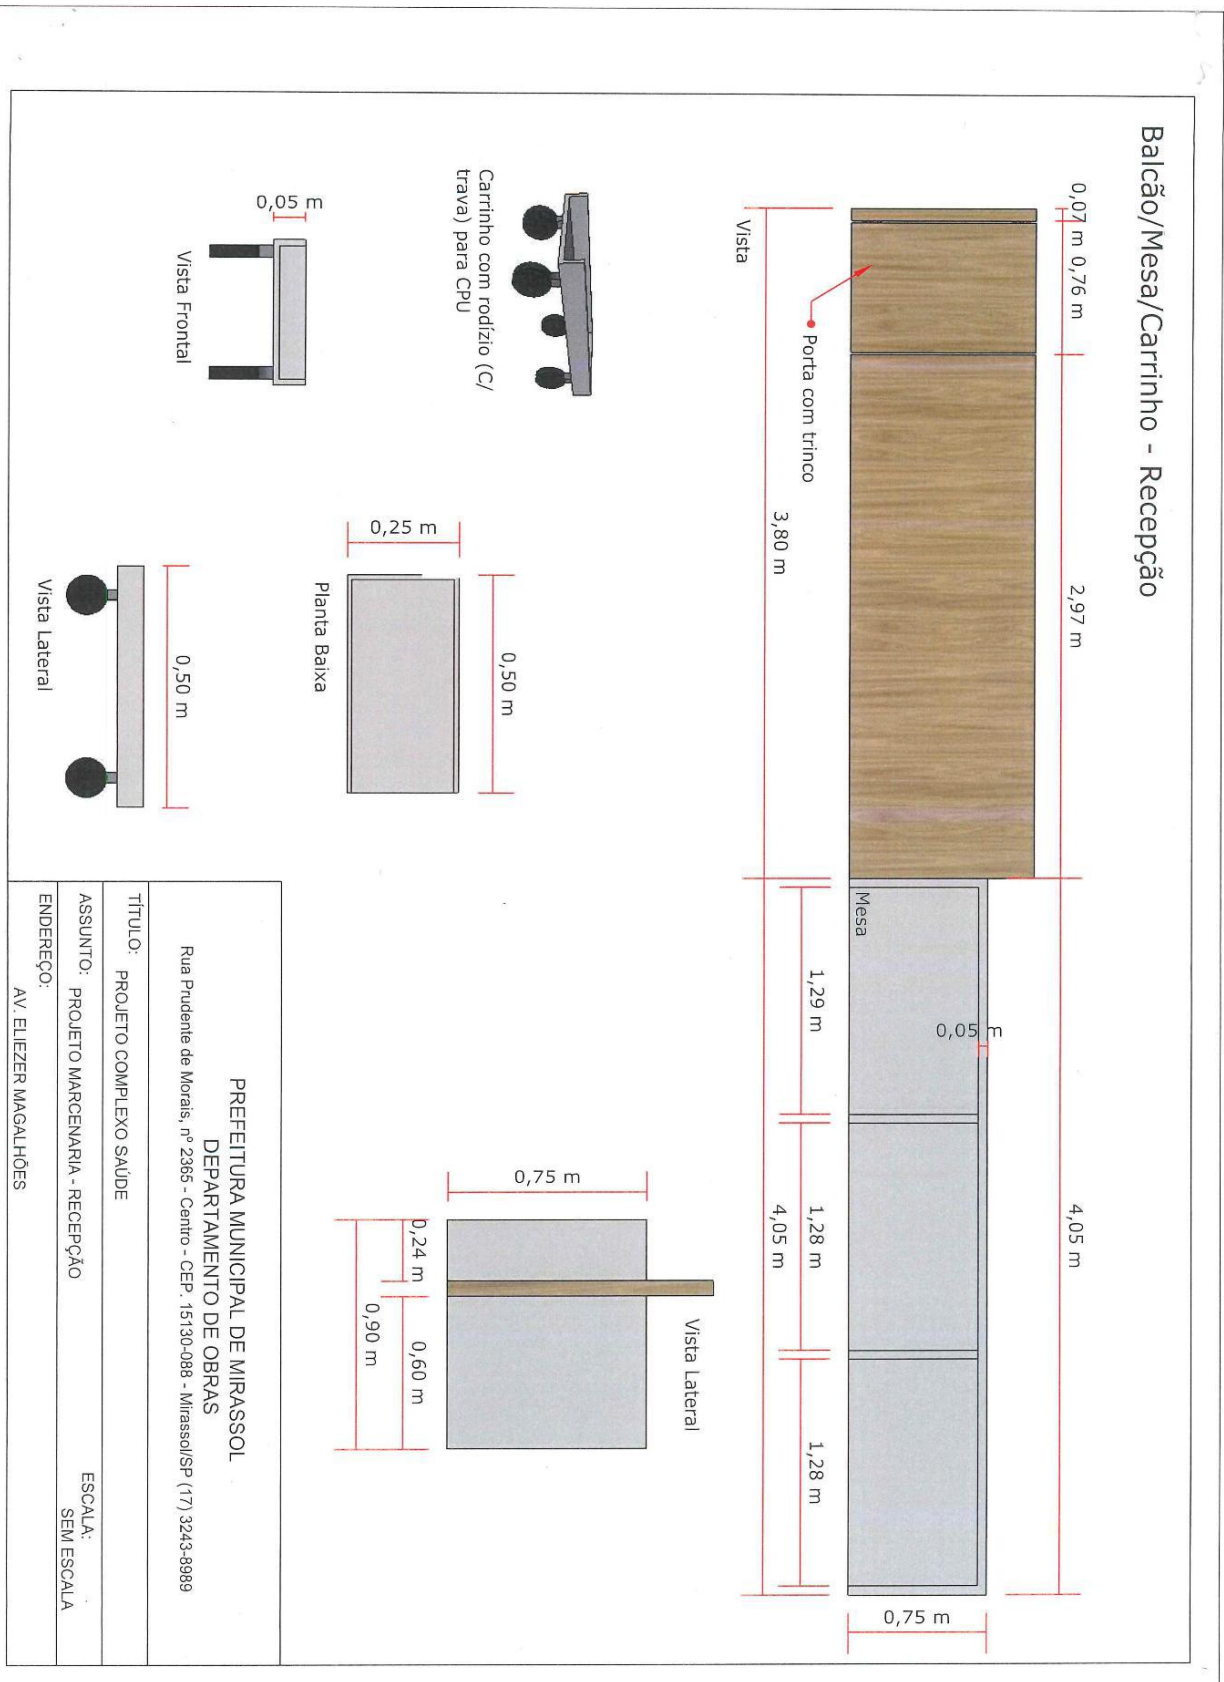 Balcão/Mesa/Carrinho - Recepção
0,07 m 0,76 m
2,97 m
4,05 m
Porta com trinco
Vista
3,80 m
Mesa
0,05 m
1,29 m
1,28 m
1,28 m
4,05 m
0,75 m
Carrinho com rodízio (C/
trava) para CPU
0,25 m
0,50 m
Planta Baixa
0,05 m
Vista Frontal
0,50 m
Vista Lateral
0,75 m
Vista Lateral
0,24 m
0,60 m
0,90 m
PREFEITURA MUNICIPAL DE MIRASSOL
DEPARTAMENTO DE OBRAS
Rua Prudente de Morais, nº 2365 - Centro - CEP. 15130-088 - Mirassol/SP (17) 3243-8989
TÍTULO: PROJETO COMPLEXO SAÚDE
ASSUNTO: PROJETO MARCENARIA - RECEPÇÃO
ESCALA:
SEM ESCALA
ENDEREÇO:
AV. ELIEZER MAGALHÕES